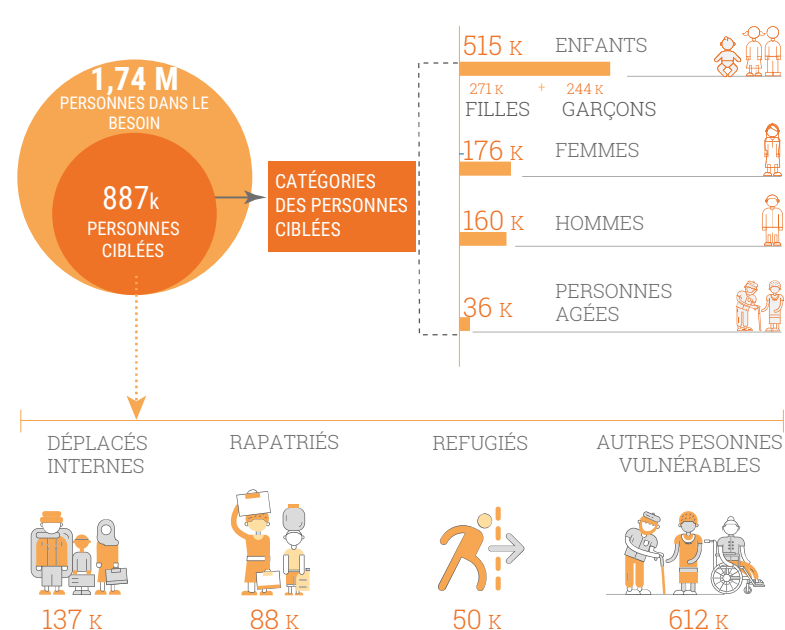 1,74 M
PERSONNES DANS LE
BESOIN
887k
PERSONNES
CIBLÉES
CATÉGORIES
DES PERSONNES
CIBLÉES
515 K ENFANTS
271 K + 244 K
FILLES GARÇONS
176 K FEMMES
160 K HOMMES
36 K PERSONNES
AGÉES
DÉPLACÉS
INTERNES
RAPATRIÉS
REFUGIÉS
AUTRES PESONNES
VULNÉRABLES
137 K
88 K
50 K
612 K